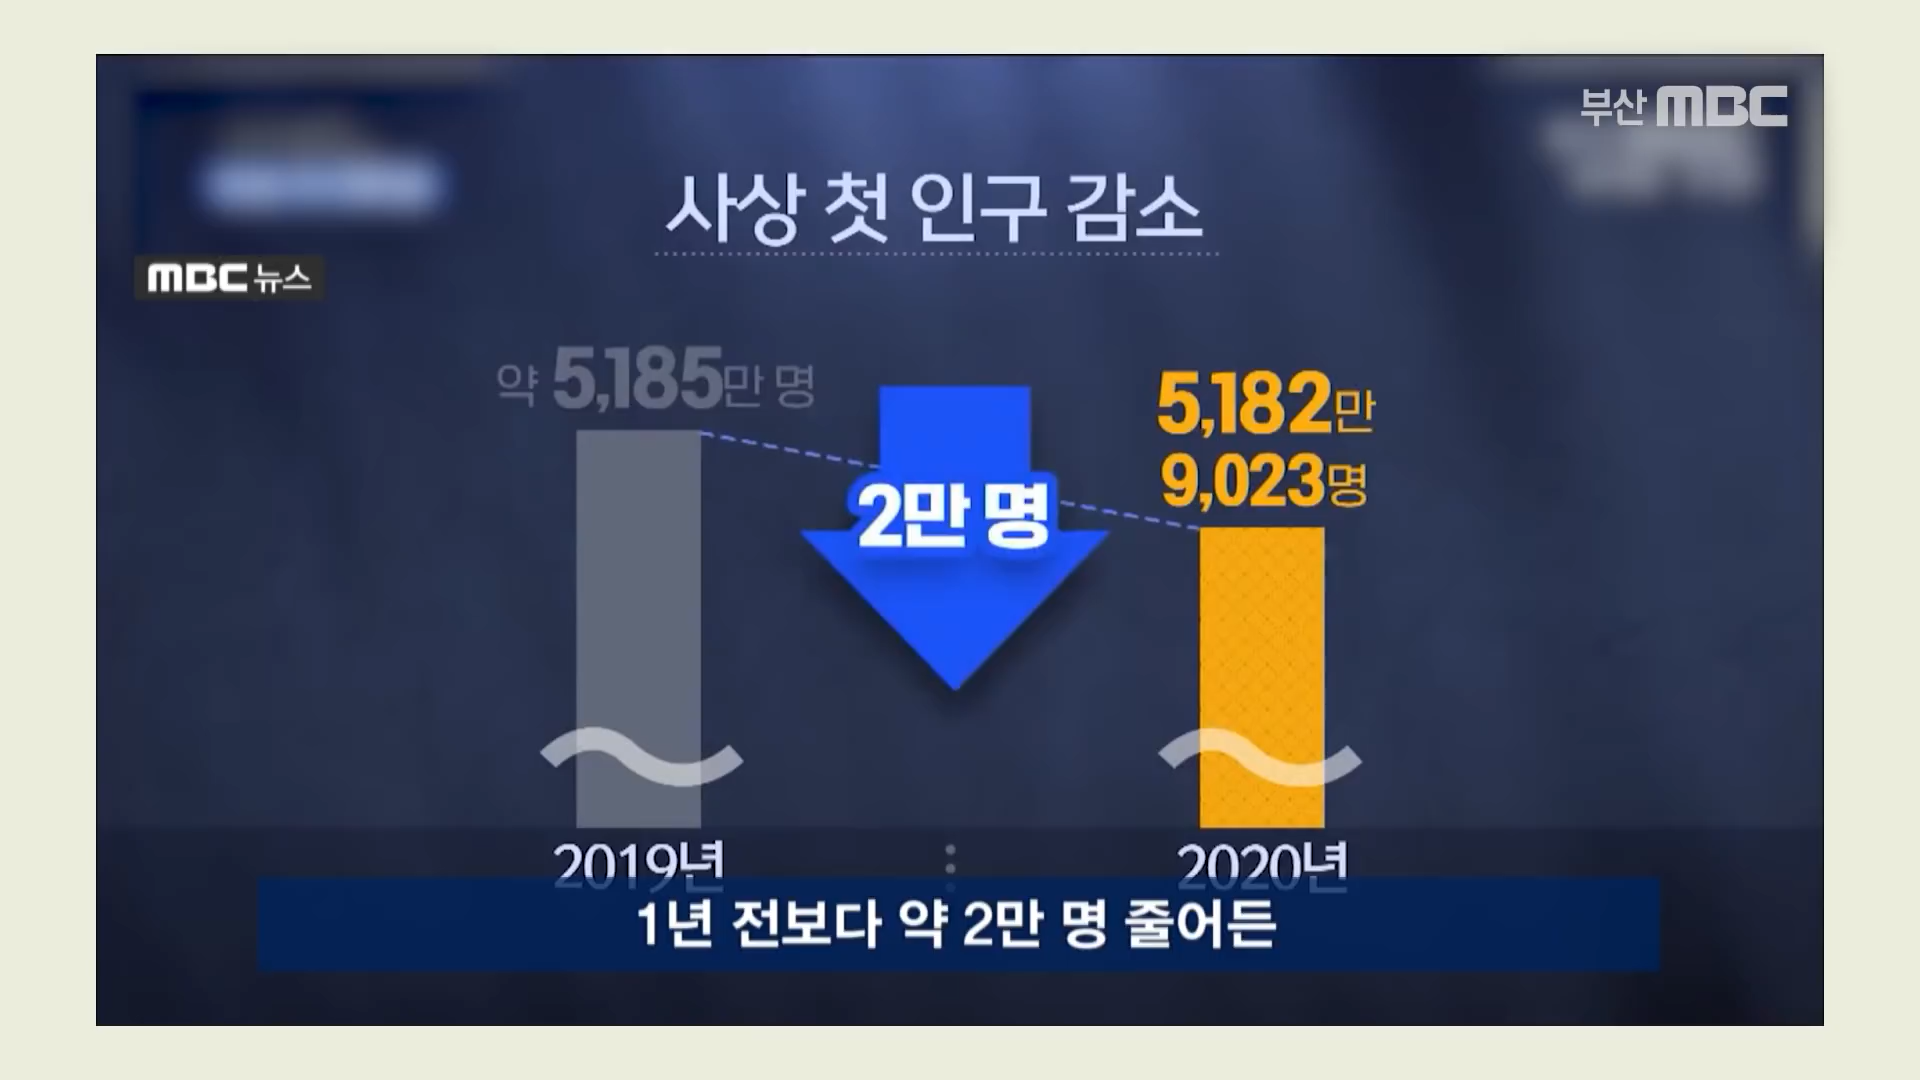 부산 MBC
사상 첫 인구 감소
MBC 뉴스
약 5,185만 명
5,182만
9,023명
2만 명
2019년
2020년
1년 전보다 약 2만 명 줄어든